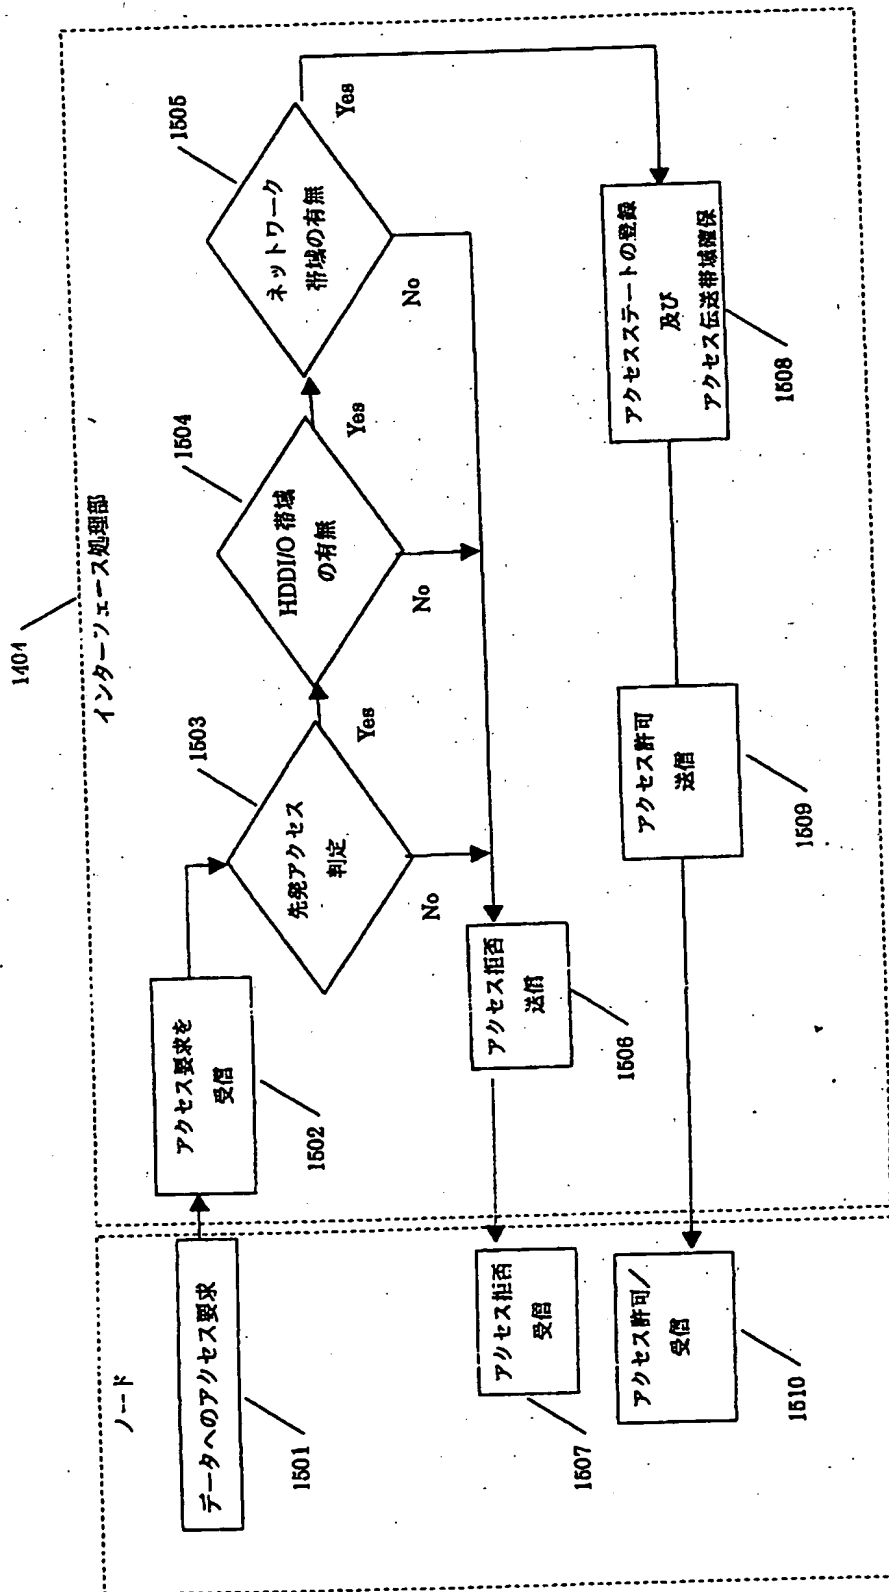 1404
インターフェース処理部
ノード
データへのアクセス要求
1501
アクセス要求を
受信
1502
先発アクセス
判定
1503
Yes
No
HDDI/O 帯域
の有無
1504
Yes
No
ネットワーク
帯域の有無
1505
Yes
No
アクセス拒否
送信
1506
アクセス拒否
受信
1507
アクセスステートの登録
及び
アクセス伝送帯域確保
1508
アクセス許可
送信
1509
アクセス許可/
受信
1510